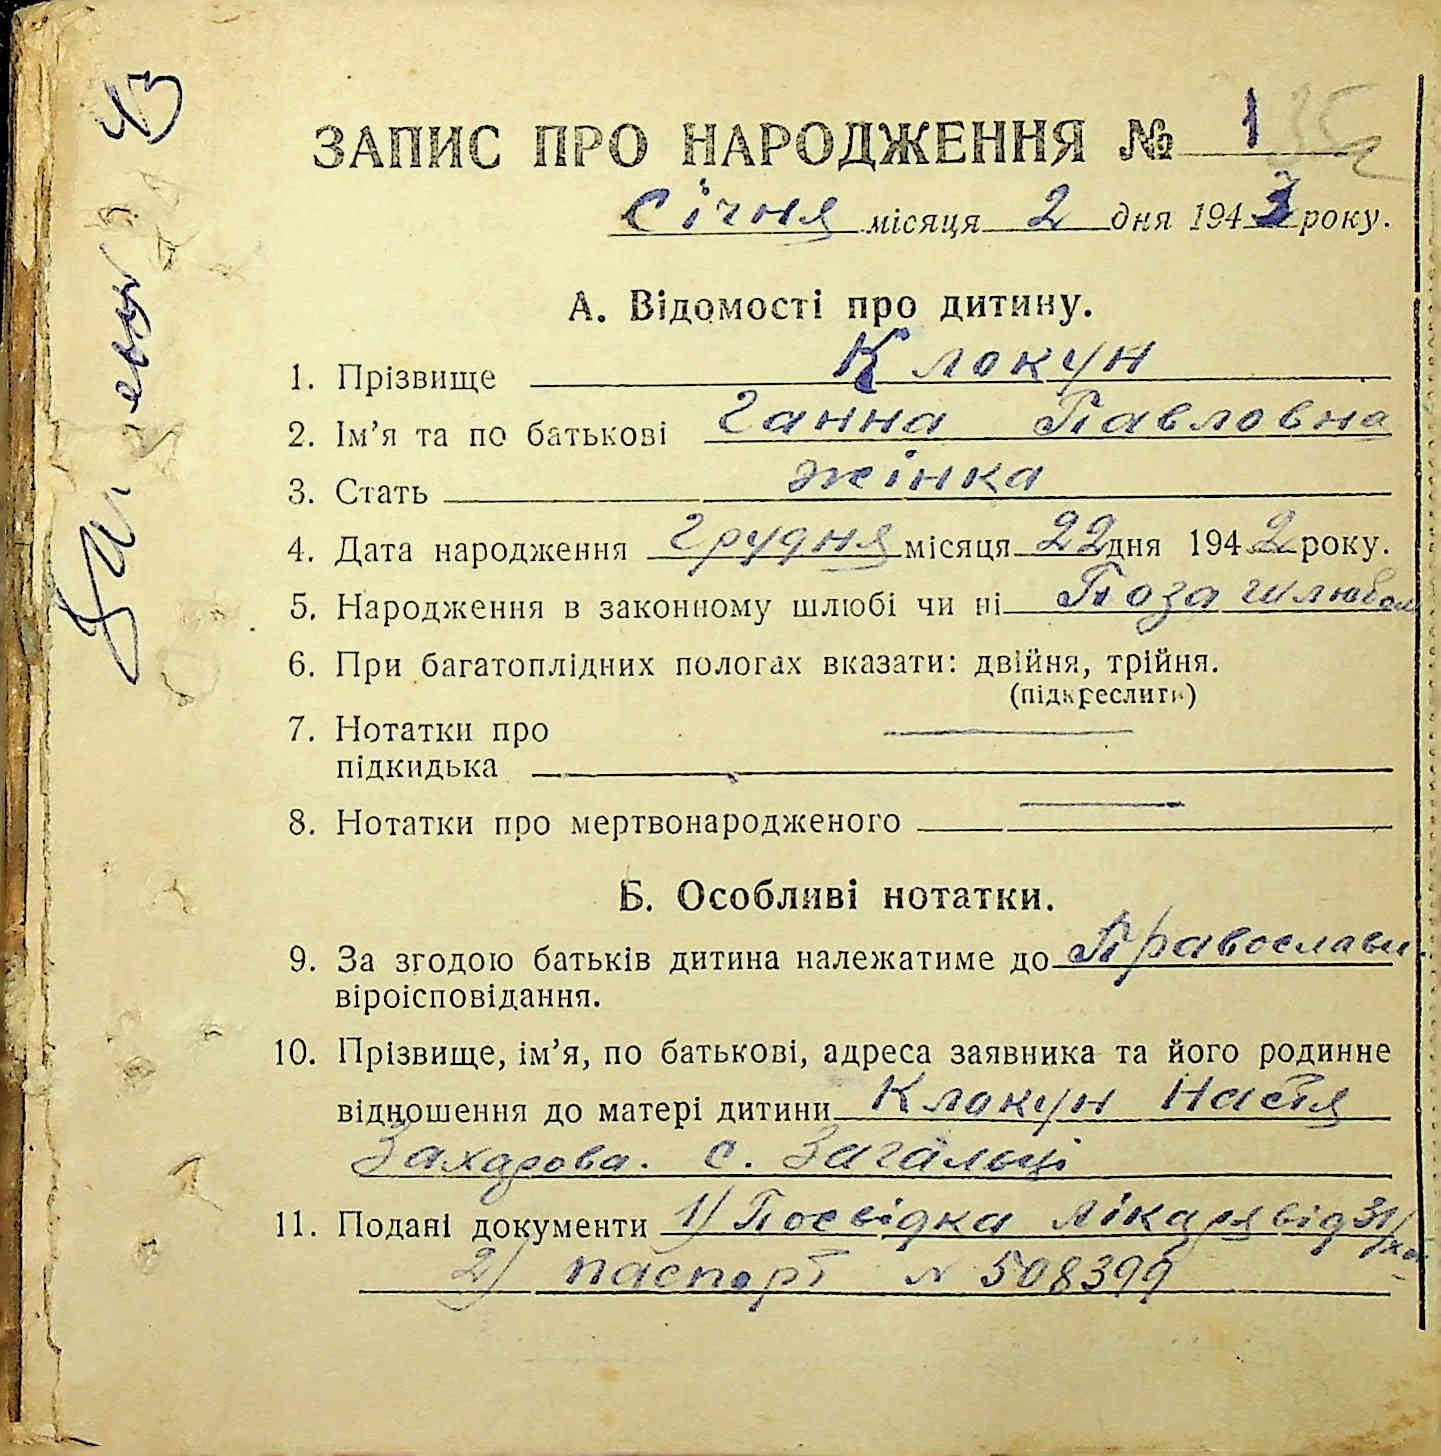 43
ЗАПИС ПРО НАРОДЖЕННЯ № 1
січня місяця 2 дня 1943 року.
А. Відомості про дитину.
1. Прізвище Клокун
2. Ім'я та по батькові Ганна Павловна
3. Стать жінка
4. Дата народження Грудня місяця 22 дня 1942 року.
5. Народження в законному шлюбі чи ні Поза шлюбом
6. При багатоплідних пологах вказати: двійня, трійня.
(підкреслити)
7. Нотатки про
підкидька
8. Нотатки про мертвонародженого
Б. Особливі нотатки.
9. За згодою батьків дитина належатиме до Православн
віроісповідання.
10. Прізвище, ім'я, по батькові, адреса заявника та його родинне
відношення до матері дитини Клокун Настя
Захарова. с. Загальці
11. Подані документи 1) Посвідка лікаря від 31/
2) паспорт № 508399